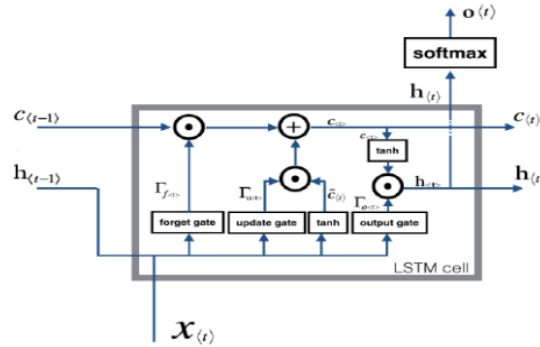 o⟨t⟩
softmax
h⟨t⟩
c⟨t-1⟩
c<t>
c⟨t⟩
c<t>
tanh
h⟨t-1⟩
Γf<t>
Γu<t>
c̃⟨t⟩
Γo<t>
h<t>
h⟨t
forget gate
update gate
tanh
output gate
LSTM cell
x⟨t⟩